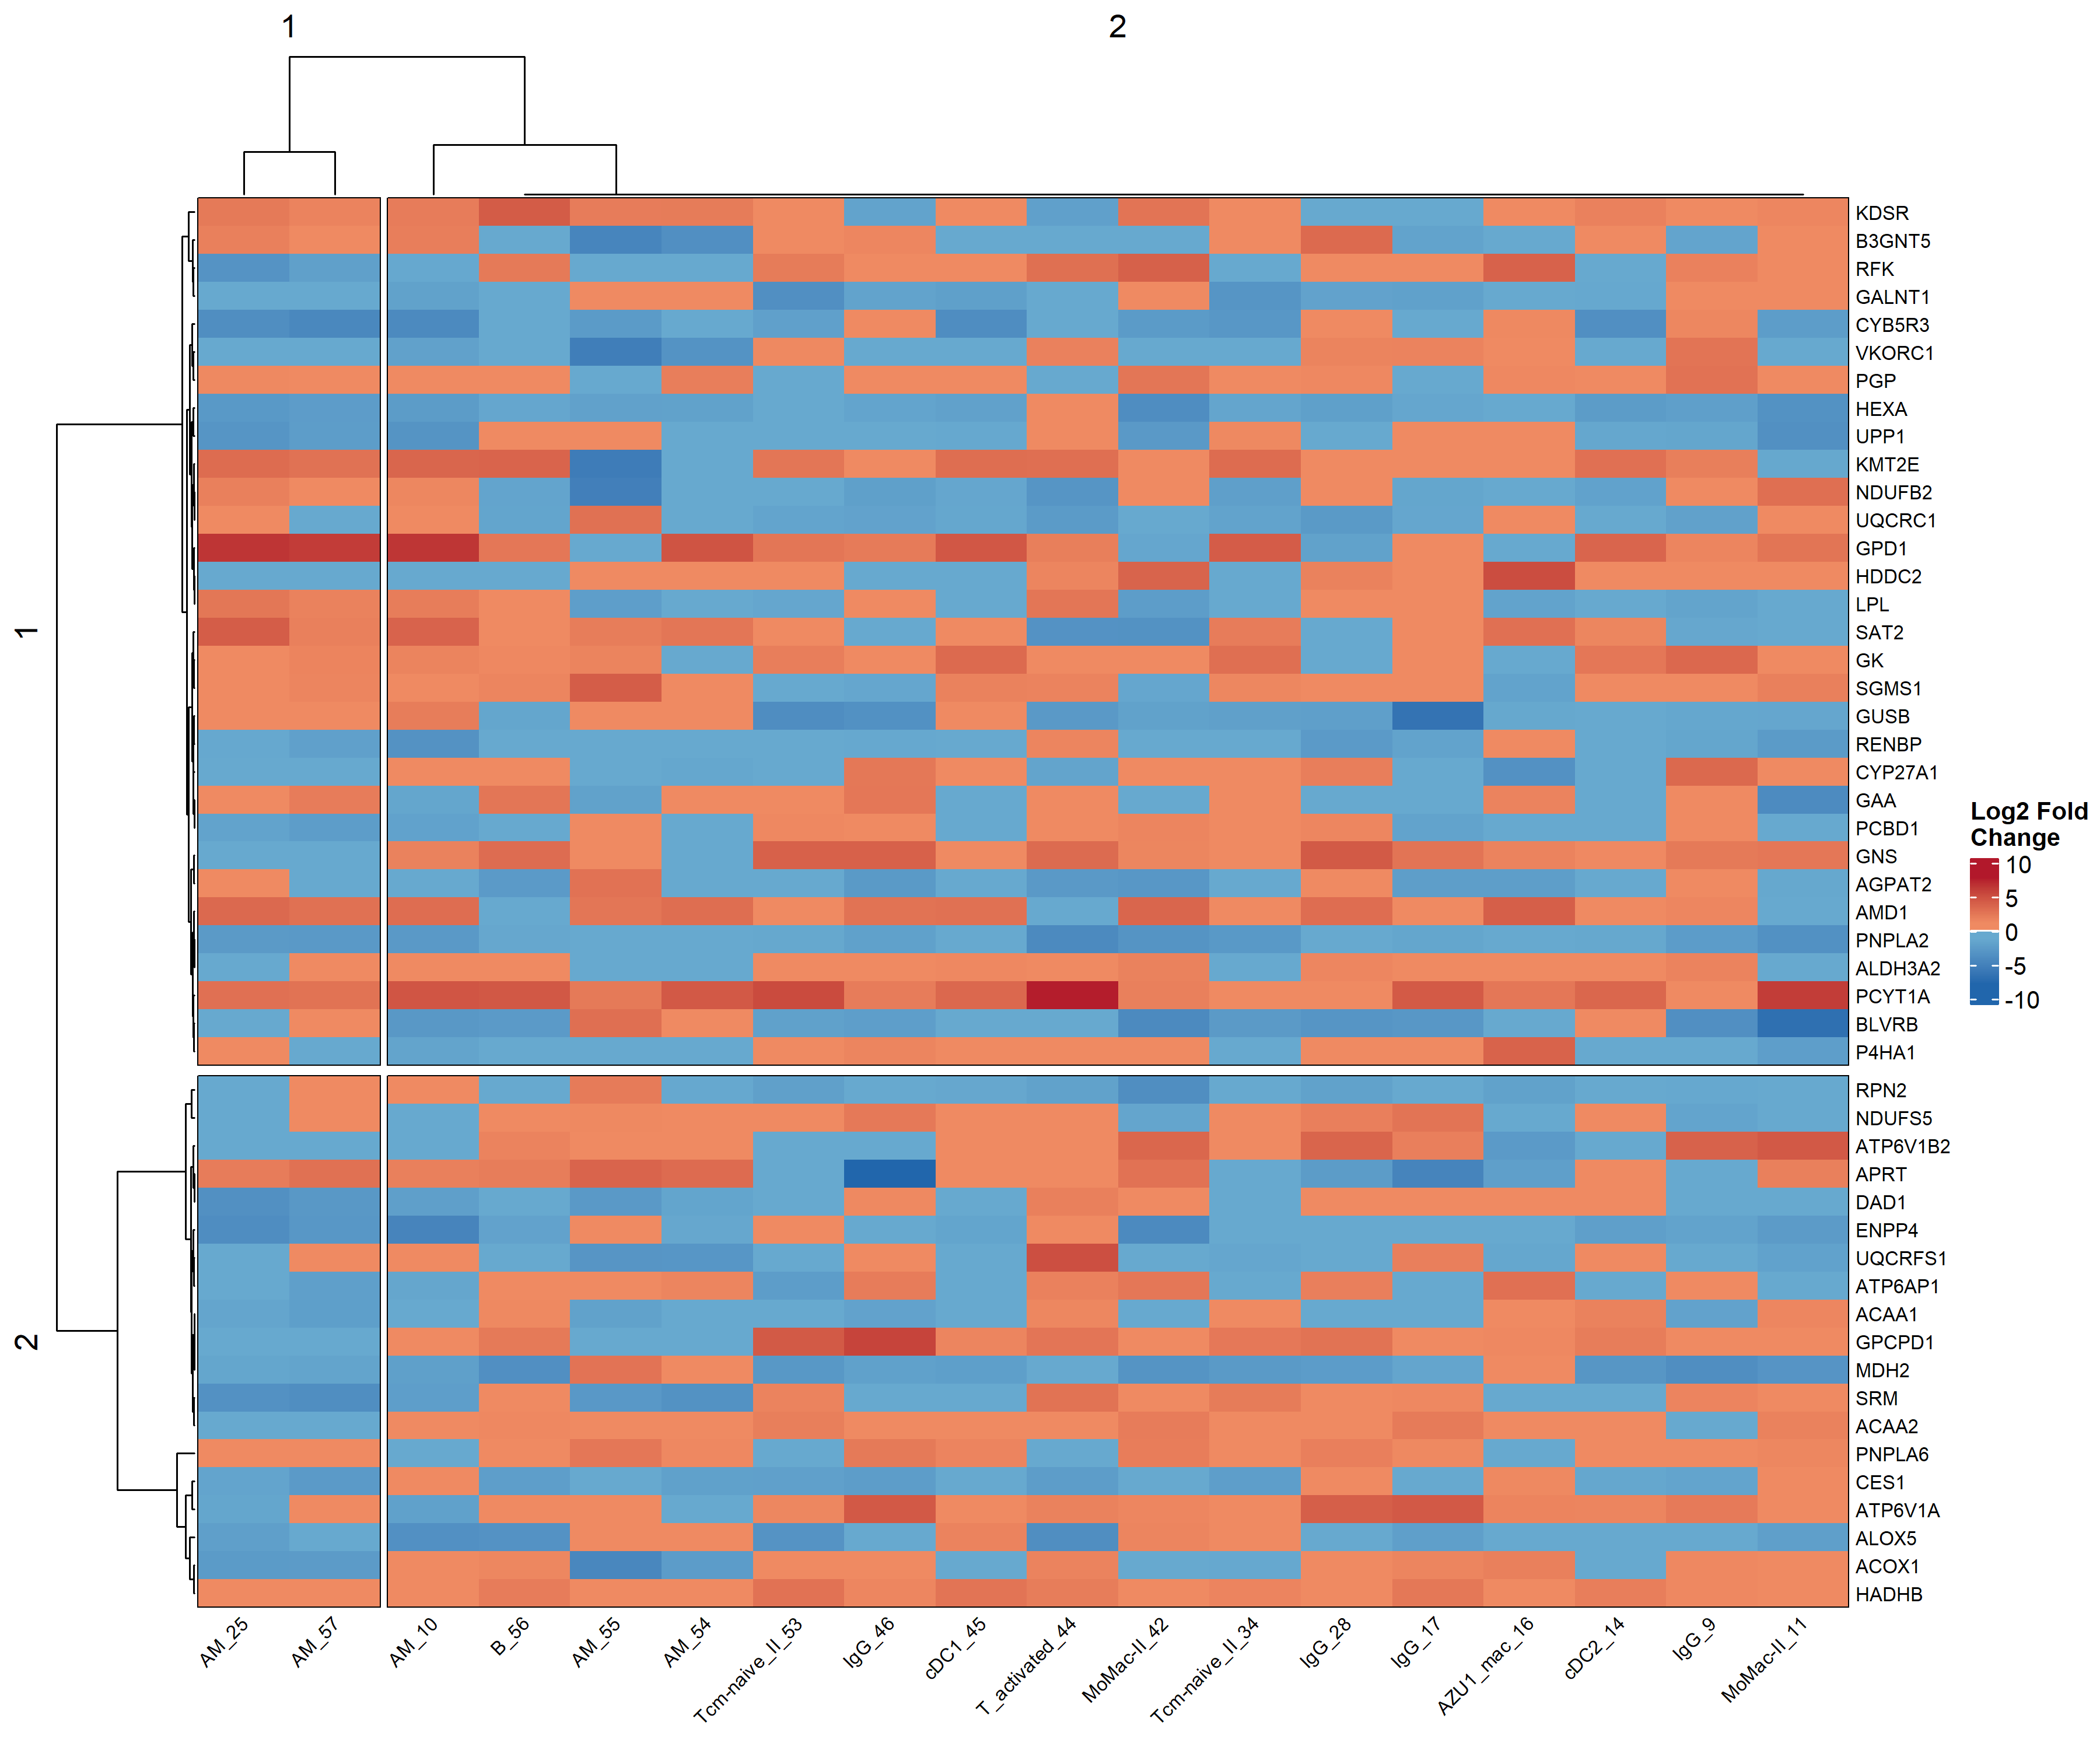 1
2
1
2
KDSR
B3GNT5
RFK
GALNT1
CYB5R3
VKORC1
PGP
HEXA
UPP1
KMT2E
NDUFB2
UQCRC1
GPD1
HDDC2
LPL
SAT2
GK
SGMS1
GUSB
RENBP
CYP27A1
GAA
PCBD1
GNS
AGPAT2
AMD1
PNPLA2
ALDH3A2
PCYT1A
BLVRB
P4HA1
RPN2
NDUFS5
ATP6V1B2
APRT
DAD1
ENPP4
UQCRFS1
ATP6AP1
ACAA1
GPCPD1
MDH2
SRM
ACAA2
PNPLA6
CES1
ATP6V1A
ALOX5
ACOX1
HADHB
Log2 Fold
Change
10
5
0
-5
-10
AM_25
AM_57
AM_10
B_56
AM_55
AM_54
Tcm-naive_II_53
IgG_46
cDC1_45
T_activated_44
MoMac-II_42
Tcm-naive_II_34
IgG_28
IgG_17
AZU1_mac_16
cDC2_14
IgG_9
MoMac-II_11